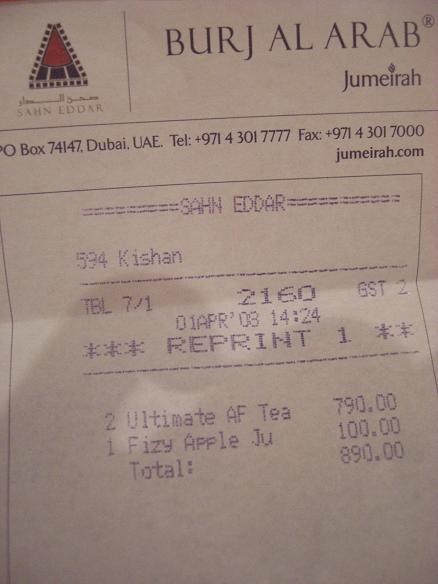 BURJ AL ARAB®
Jumeirah
صحن الدار
SAHN EDDAR
PO Box 74147, Dubai, UAE. Tel: +971 4 301 7777 Fax: +971 4 301 7000
jumeirah.com
=========SAHN EDDAR=============
594 Kishan
TBL 7/1 2160 GST 2
01APR'08 14:24
*** REPRINT 1 **
2 Ultimate AF Tea 790.00
1 Fizy Apple Ju 100.00
Total: 890.00